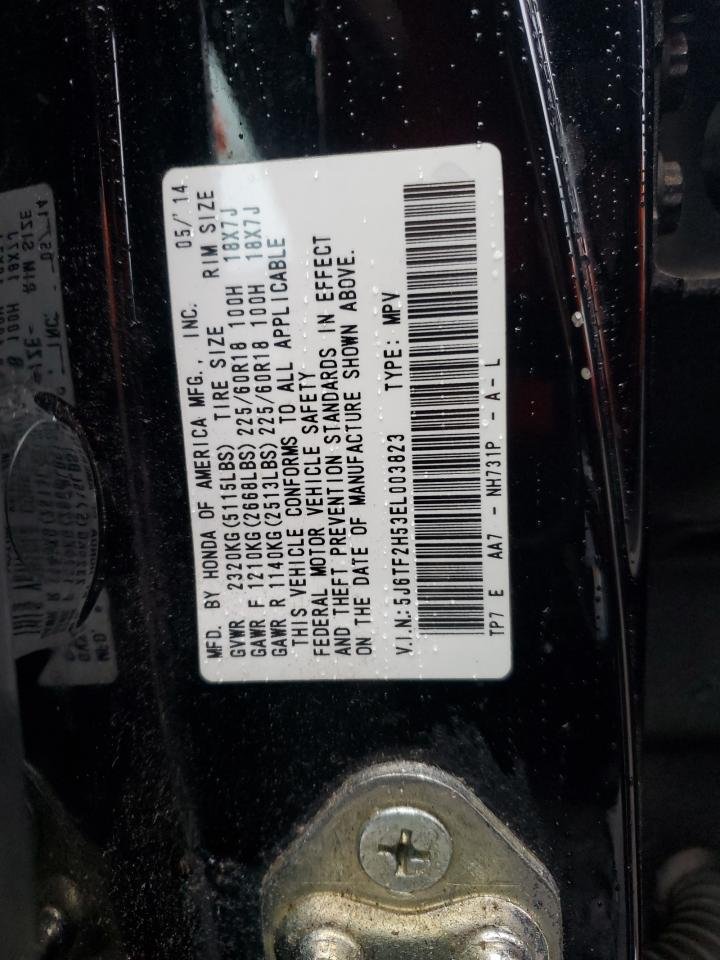 MFD. BY HONDA OF AMERICA MFG., INC. 05/'14
GVWR 2320KG(5115LBS) TIRE SIZE RIM SIZE
GAWR F 1210KG(2668LBS) 225/60R18 100H 18X7J
GAWR R 1140KG(2513LBS) 225/60R18 100H 18X7J
THIS VEHICLE CONFORMS TO ALL APPLICABLE
FEDERAL MOTOR VEHICLE SAFETY
AND THEFT PREVENTION STANDARDS IN EFFECT
ON THE DATE OF MANUFACTURE SHOWN ABOVE.
V.I.N.: 5J6TF2H53EL003823 TYPE: MPV
TP7 E AA7 - NH731P - A - L